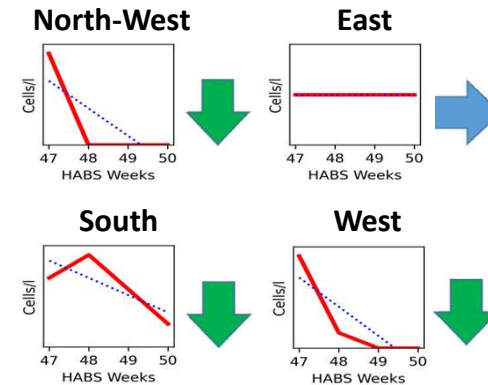 North-West
Cells/l
47 48 49 50
HABS Weeks
East
Cells/l
47 48 49 50
HABS Weeks
South
Cells/l
47 48 49 50
HABS Weeks
West
Cells/l
47 48 49 50
HABS Weeks